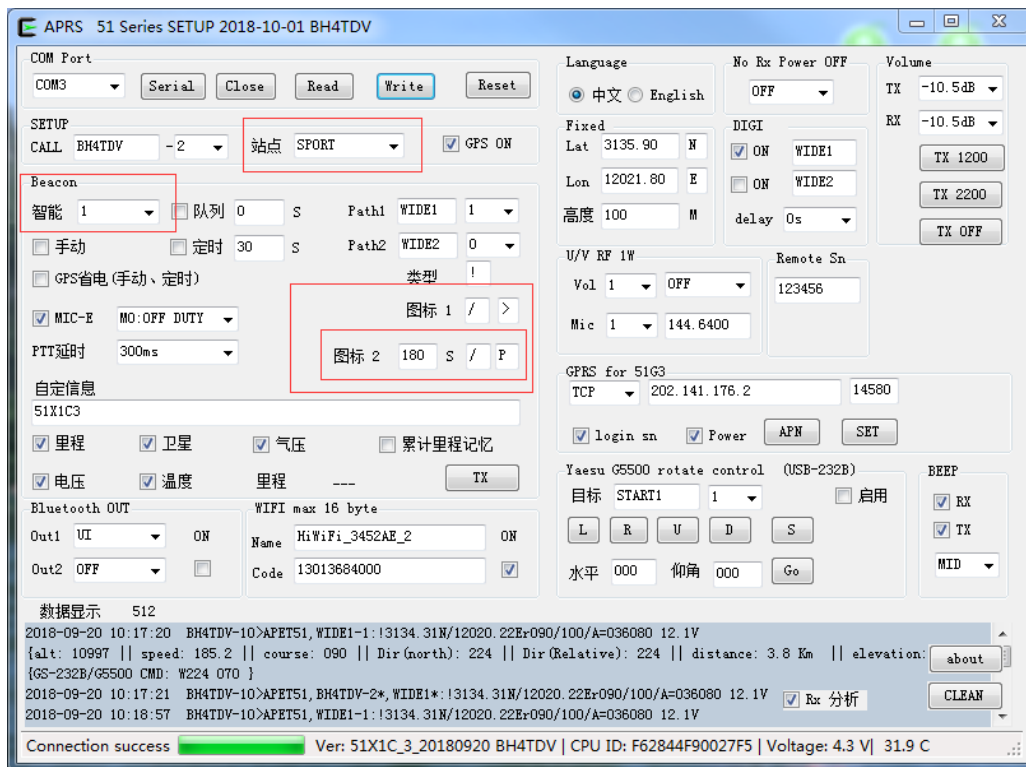 APRS 51 Series SETUP 2018-10-01 BH4TDV
COM Port
COM3 Serial Close Read Write Reset
SETUP
CALL BH4TDV -2 站点 SPORT GPS ON
Beacon
智能 1 队列 0 S Path1 WIDE1 1
手动 定时 30 S Path2 WIDE2 0
GPS省电(手动、定时) 类型 !
图标 1 / >
MIC-E M0:OFF DUTY
PTT延时 300ms 图标 2 180 S / P
自定信息
51X1C3
里程 卫星 气压 累计里程记忆
电压 温度 里程 --- TX
Bluetooth OUT
Out1 UI ON
Out2 OFF
WIFI max 16 byte
Name HiWiFi_3452AE_2 ON
Code 13013684000
Language
中文 English
No Rx Power OFF
OFF
Volume
TX -10.5dB
RX -10.5dB
TX 1200
TX 2200
TX OFF
Fixed
Lat 3135.90 N
Lon 12021.80 E
高度 100 M
DIGI
ON WIDE1
ON WIDE2
delay 0s
U/V RF 1W
Vol 1 OFF
Mic 1 144.6400
Remote Sn
123456
GPRS for 51G3
TCP 202.141.176.2 14580
login sn Power APN SET
Yaesu G5500 rotate control (USB-232B)
目标 START1 1 启用
L R U D S
水平 000 仰角 000 Go
BEEP
RX
TX
MID
数据显示 512
2018-09-20 10:17:20 BH4TDV-10>APET51,WIDE1-1:!3134.31N/12020.22Er090/100/A=036080 12.1V
{alt: 10997 || speed: 185.2 || course: 090 || Dir(north): 224 || Dir(Relative): 224 || distance: 3.8 Km || elevation:
{GS-232B/G5500 CMD: W224 070 }
2018-09-20 10:17:21 BH4TDV-10>APET51,BH4TDV-2*,WIDE1*:!3134.31N/12020.22Er090/100/A=036080 12.1V
2018-09-20 10:18:57 BH4TDV-10>APET51,WIDE1-1:!3134.31N/12020.22Er090/100/A=036080 12.1V
about
Rx 分析 CLEAN
Connection success Ver: 51X1C_3_20180920 BH4TDV | CPU ID: F62844F90027F5 | Voltage: 4.3 V| 31.9 C